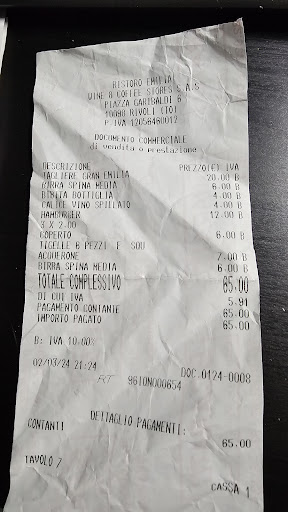 RISTORO EMILIA
VINE & COFFEE STORES S.A.S
PIAZZA GARIBALDI 6
10098 RIVOLI (TO)
P.IVA 12056460012
DOCUMENTO COMMERCIALE
di vendita o prestazione
DESCRIZIONE PREZZO(€) IVA
TAGLIERE GRAN EMILIA 20.00 B
BIRRA SPINA MEDIA 6.00 B
BIBITA BOTTIGLIA 4.00 B
CALICE VINO SPILLATO 4.00 B
HAMBURGER 12.00 B
3 X 2.00
COPERTO 6.00 B
TIGELLE 6 PEZZI E SQU
ACQUERONE 7.00 B
BIRRA SPINA MEDIA 6.00 B
TOTALE COMPLESSIVO 65.00
DI CUI IVA 5.91
PAGAMENTO CONTANTE 65.00
IMPORTO PAGATO 65.00
B: IVA 10.00%
02/03/24 21:24 DOC.0124-0008
RT 96IDN000654
DETTAGLIO PAGAMENTI:
CONTANTI 65.00
TAVOLO 7
CASSA 1